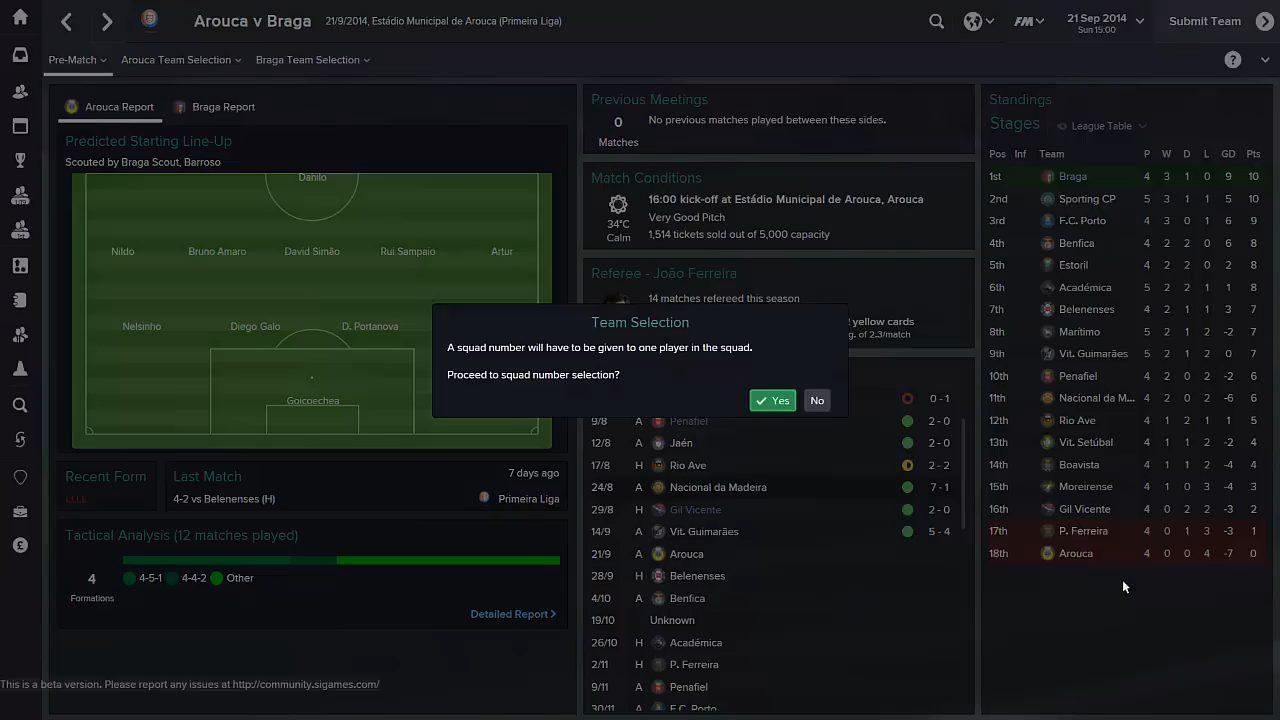 Arouca v Braga
21/9/2014, Estádio Municipal de Arouca (Primeira Liga)
FM
21 Sep 2014
Sun 15:00
Submit Team
Pre-Match
Arouca Team Selection
Braga Team Selection
?
Arouca Report
Braga Report
Predicted Starting Line-Up
Scouted by Braga Scout, Barroso
Danilo
Nildo Bruno Amaro David Simão Rui Sampaio Artur
Nelsinho Diego Galo D. Portanova
Goicoechea
Recent Form
L L L L
Last Match
7 days ago
4-2 vs Belenenses (H)
Primeira Liga
Tactical Analysis (12 matches played)
4
Formations
4-5-1 4-4-2 Other
Detailed Report >
This is a beta version. Please report any issues at http://community.sigames.com/
Previous Meetings
0
Matches
No previous matches played between these sides.
Match Conditions
34°C
Calm
16:00 kick-off at Estádio Municipal de Arouca, Arouca
Very Good Pitch
1,514 tickets sold out of 5,000 capacity
Referee - João Ferreira
14 matches refereed this season
yellow cards
g. of 2.3/match
Team Selection
A squad number will have to be given to one player in the squad.
Proceed to squad number selection?
Yes
No
0 - 1
9/8 A Penafiel 2 - 0
12/8 A Jaén 2 - 0
17/8 H Rio Ave 2 - 2
24/8 A Nacional da Madeira 7 - 1
29/8 H Gil Vicente 2 - 0
14/9 A Vit. Guimarães 5 - 4
21/9 A Arouca
28/9 H Belenenses
4/10 A Benfica
19/10 Unknown
26/10 H Académica
2/11 H P. Ferreira
9/11 A Penafiel
30/11 A F.C. Porto
Standings
Stages League Table
Pos Inf Team P W D L GD Pts
1st Braga 4 3 1 0 9 10
2nd Sporting CP 5 3 1 1 5 10
3rd F.C. Porto 4 3 0 1 6 9
4th Benfica 4 2 2 0 6 8
5th Estoril 4 2 2 0 2 8
6th Académica 5 2 2 1 1 8
7th Belenenses 4 2 1 1 3 7
8th Marítimo 5 2 1 2 -2 7
9th Vit. Guimarães 5 2 1 2 0 7
10th Penafiel 4 2 0 2 -2 6
11th Nacional da M... 4 2 0 2 -6 6
12th Rio Ave 4 1 2 1 1 5
13th Vit. Setúbal 4 1 1 2 -2 4
14th Boavista 4 1 1 2 -4 4
15th Moreirense 4 1 0 3 -4 3
16th Gil Vicente 4 0 2 2 -3 2
17th P. Ferreira 4 0 1 3 -3 1
18th Arouca 4 0 0 4 -7 0